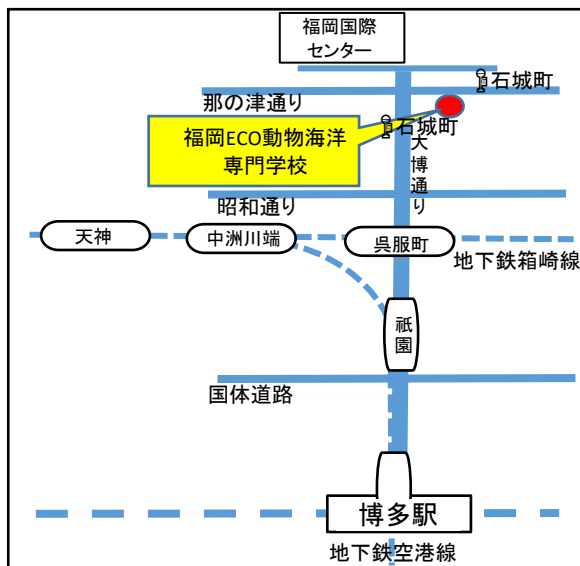 福岡国際
センター
石城町
那の津通り
福岡ECO動物海洋
専門学校
石城町
大博通り
昭和通り
天神
中洲川端
呉服町
地下鉄箱崎線
祇園
国体道路
博多駅
地下鉄空港線